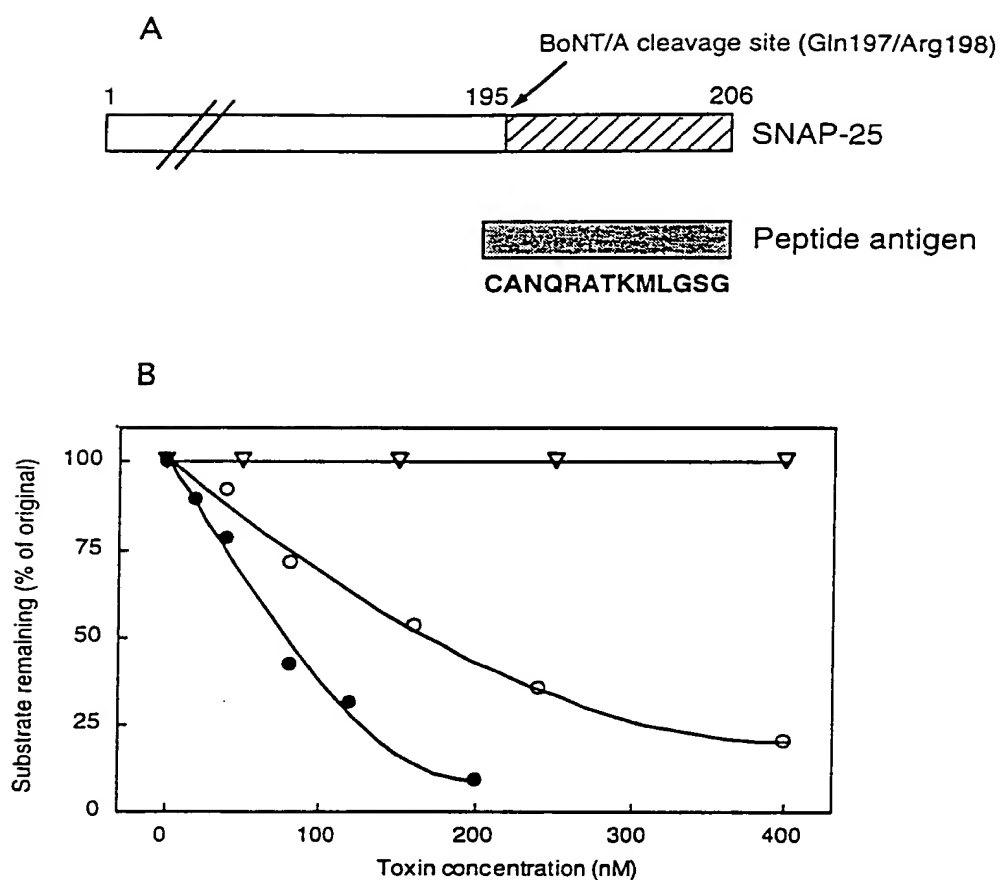 A
BoNT/A cleavage site (Gln197/Arg198)
1 195 206
SNAP-25
Peptide antigen
CANQRATKMLGSG
B
Substrate remaining (% of original)
100
75
50
25
0
0 100 200 300 400
Toxin concentration (nM)